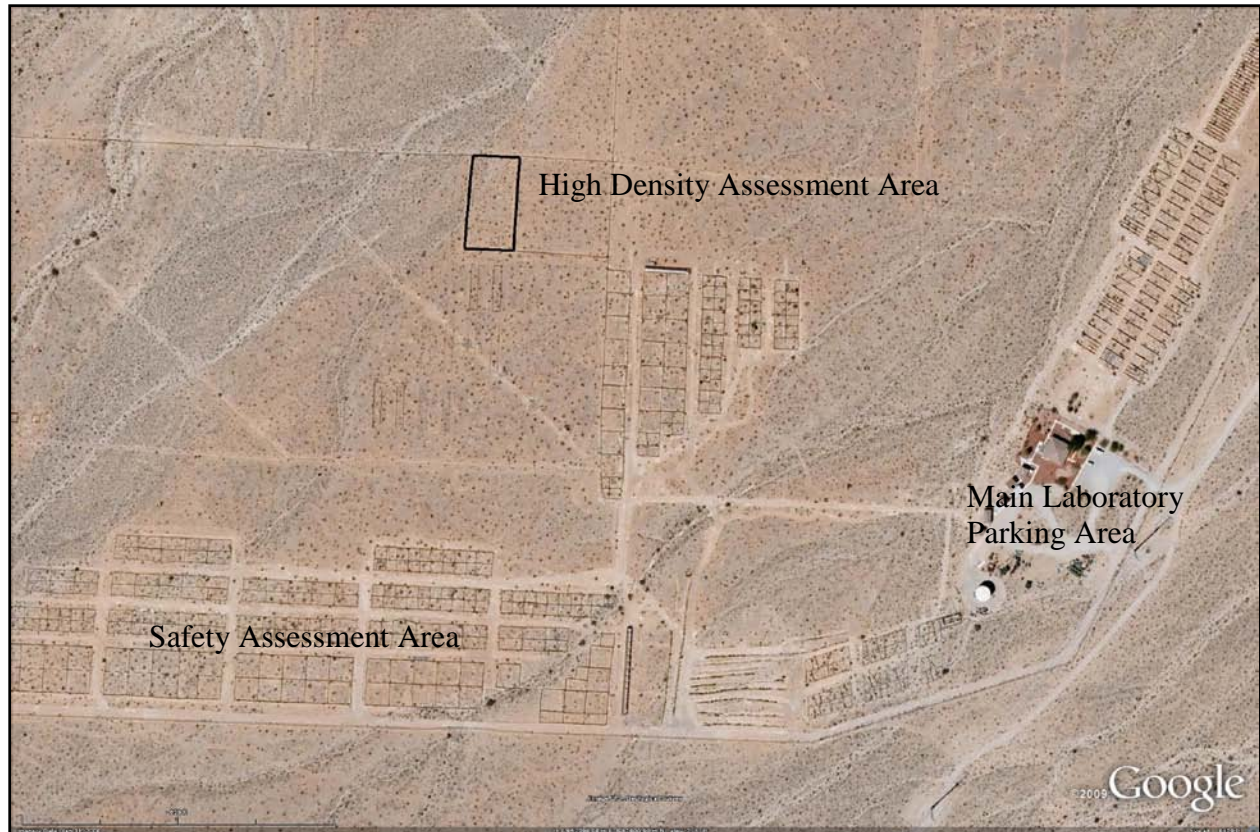 High Density Assessment Area
Main Laboratory
Parking Area
Safety Assessment Area
©2009 Google